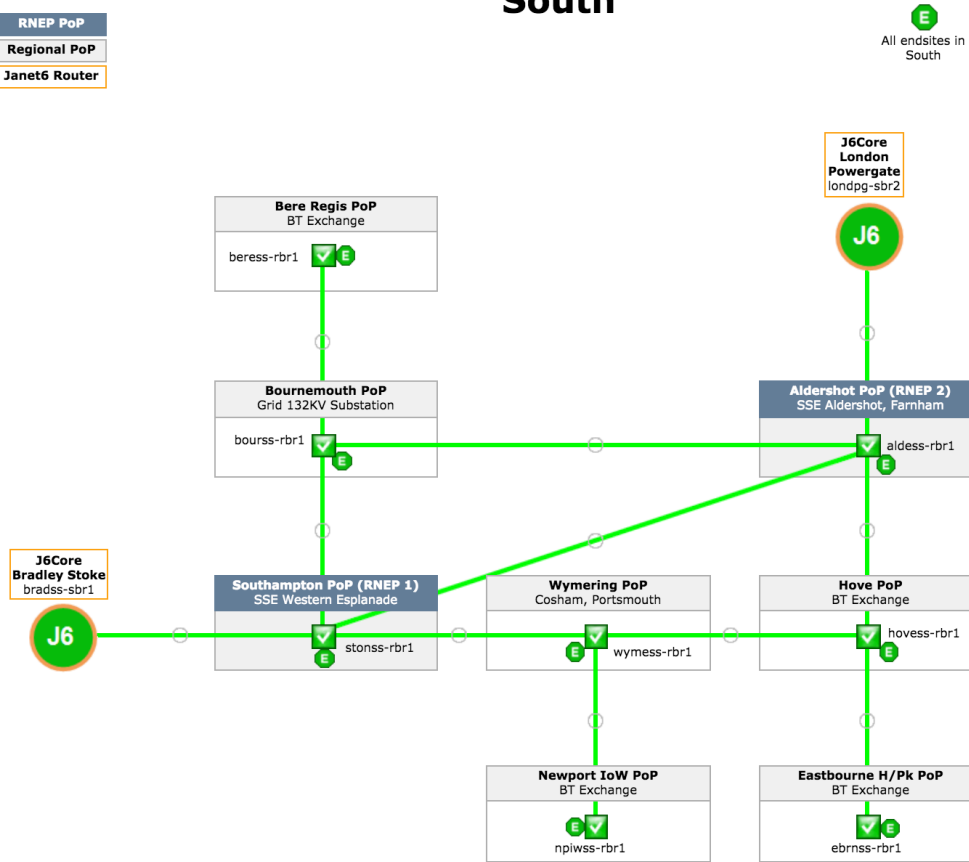 South
RNEP PoP
Regional PoP
Janet6 Router
E
All endsites in
South
J6Core
London
Powergate
londpg-sbr2
J6
Bere Regis PoP
BT Exchange
beress-rbr1
E
Bournemouth PoP
Grid 132KV Substation
bourss-rbr1
E
Aldershot PoP (RNEP 2)
SSE Aldershot, Farnham
aldess-rbr1
E
J6Core
Bradley Stoke
bradss-sbr1
J6
Southampton PoP (RNEP 1)
SSE Western Esplanade
stonss-rbr1
E
Wymering PoP
Cosham, Portsmouth
E
wymess-rbr1
Hove PoP
BT Exchange
hovess-rbr1
E
Newport IoW PoP
BT Exchange
E
npiwss-rbr1
Eastbourne H/Pk PoP
BT Exchange
E
ebrnss-rbr1